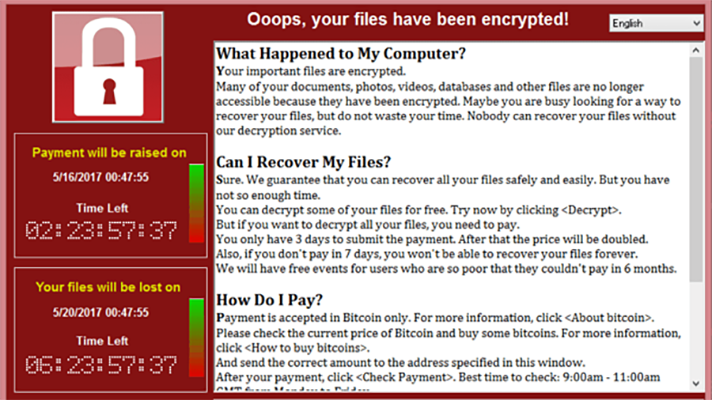 Ooops, your files have been encrypted!
English
Payment will be raised on
5/16/2017 00:47:55
Time Left
02:23:57:37
Your files will be lost on
5/20/2017 00:47:55
Time Left
06:23:57:37
What Happened to My Computer?
Your important files are encrypted.
Many of your documents, photos, videos, databases and other files are no longer
accessible because they have been encrypted. Maybe you are busy looking for a way to
recover your files, but do not waste your time. Nobody can recover your files without
our decryption service.
Can I Recover My Files?
Sure. We guarantee that you can recover all your files safely and easily. But you have
not so enough time.
You can decrypt some of your files for free. Try now by clicking <Decrypt>.
But if you want to decrypt all your files, you need to pay.
You only have 3 days to submit the payment. After that the price will be doubled.
Also, if you don't pay in 7 days, you won't be able to recover your files forever.
We will have free events for users who are so poor that they couldn't pay in 6 months.
How Do I Pay?
Payment is accepted in Bitcoin only. For more information, click <About bitcoin>.
Please check the current price of Bitcoin and buy some bitcoins. For more information,
click <How to buy bitcoins>.
And send the correct amount to the address specified in this window.
After your payment, click <Check Payment>. Best time to check: 9:00am - 11:00am
GMT from Monday to Friday.